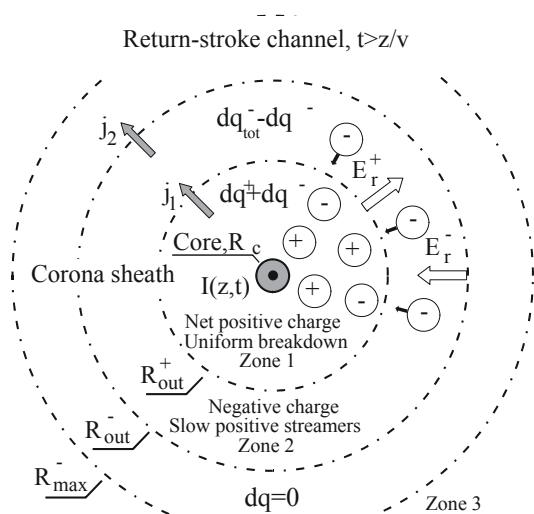 Return-stroke channel, t>z/v
dq⁻tot-dq⁻
j2
E⁺r
j1
dq⁺+dq⁻
Core,Rc
E⁻r
Corona sheath
I(z,t)
Net positive charge
Uniform breakdown
Zone 1
R⁺out
Negative charge
Slow positive streamers
Zone 2
R⁻out
R⁻max
dq=0
Zone 3
- - - - -
+ + +